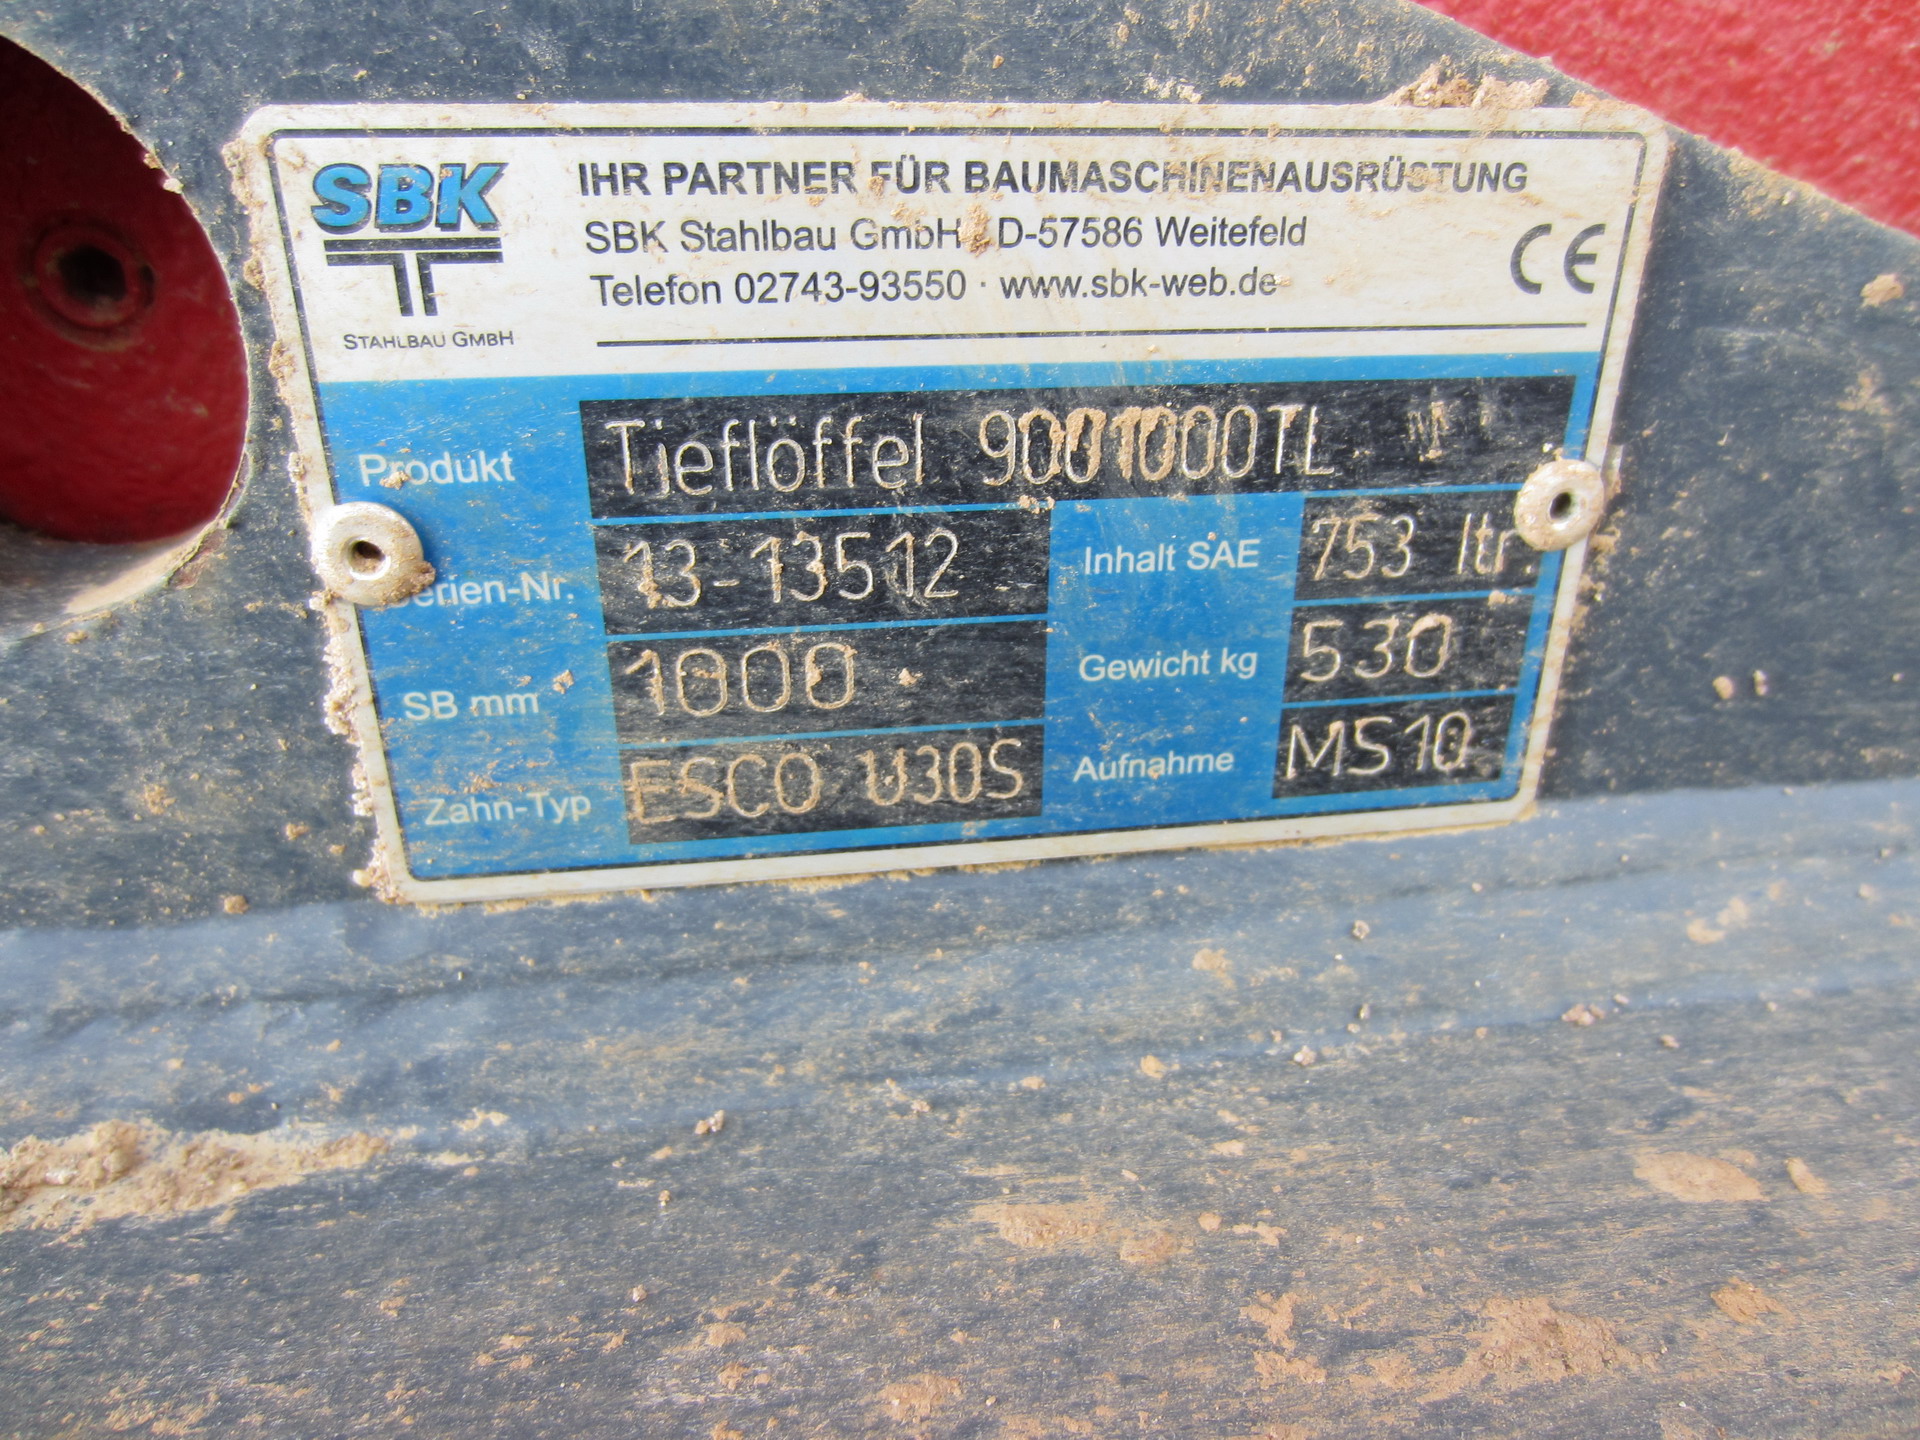 SBK
STAHLBAU GMBH
IHR PARTNER FÜR BAUMASCHINENAUSRÜSTUNG
SBK Stahlbau GmbH · D-57586 Weitefeld
Telefon 02743-93550 · www.sbk-web.de
CE
Produkt Tieflöffel 9001000TL
Serien-Nr. 13-13512 Inhalt SAE 753 ltr.
SB mm 1000 Gewicht kg 530
Zahn-Typ ESCO U30S Aufnahme MS10